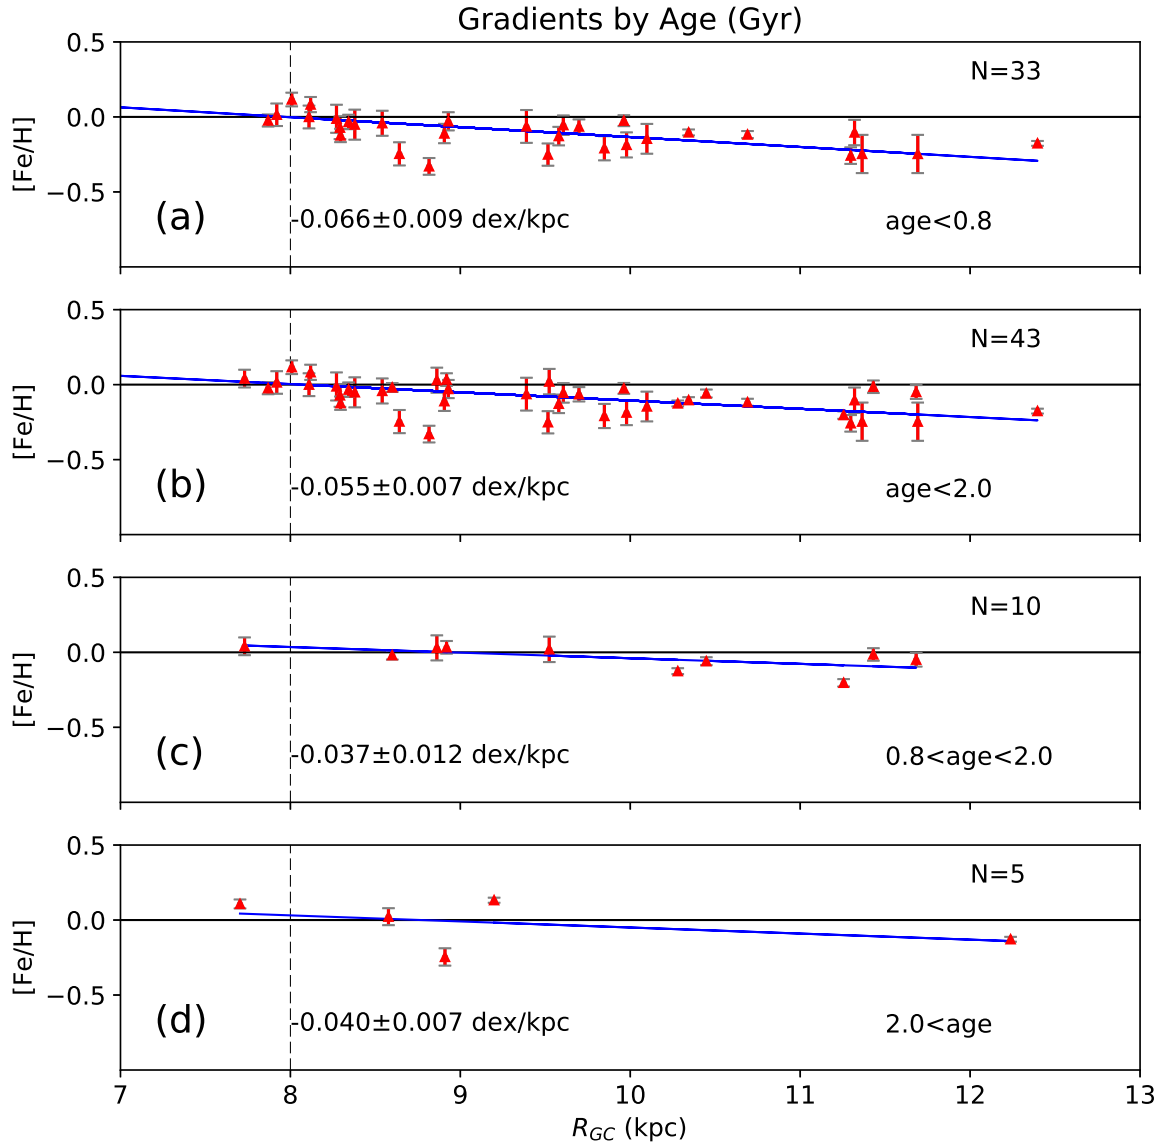 Gradients by Age (Gyr)
0.5
N=33
0.0
[Fe/H]
−0.5
(a)
-0.066±0.009 dex/kpc
age<0.8
0.5
N=43
0.0
[Fe/H]
−0.5
(b)
-0.055±0.007 dex/kpc
age<2.0
0.5
N=10
0.0
[Fe/H]
−0.5
(c)
-0.037±0.012 dex/kpc
0.8<age<2.0
0.5
N=5
0.0
[Fe/H]
−0.5
(d)
-0.040±0.007 dex/kpc
2.0<age
7 8 9 10 11 12 13
R_GC (kpc)